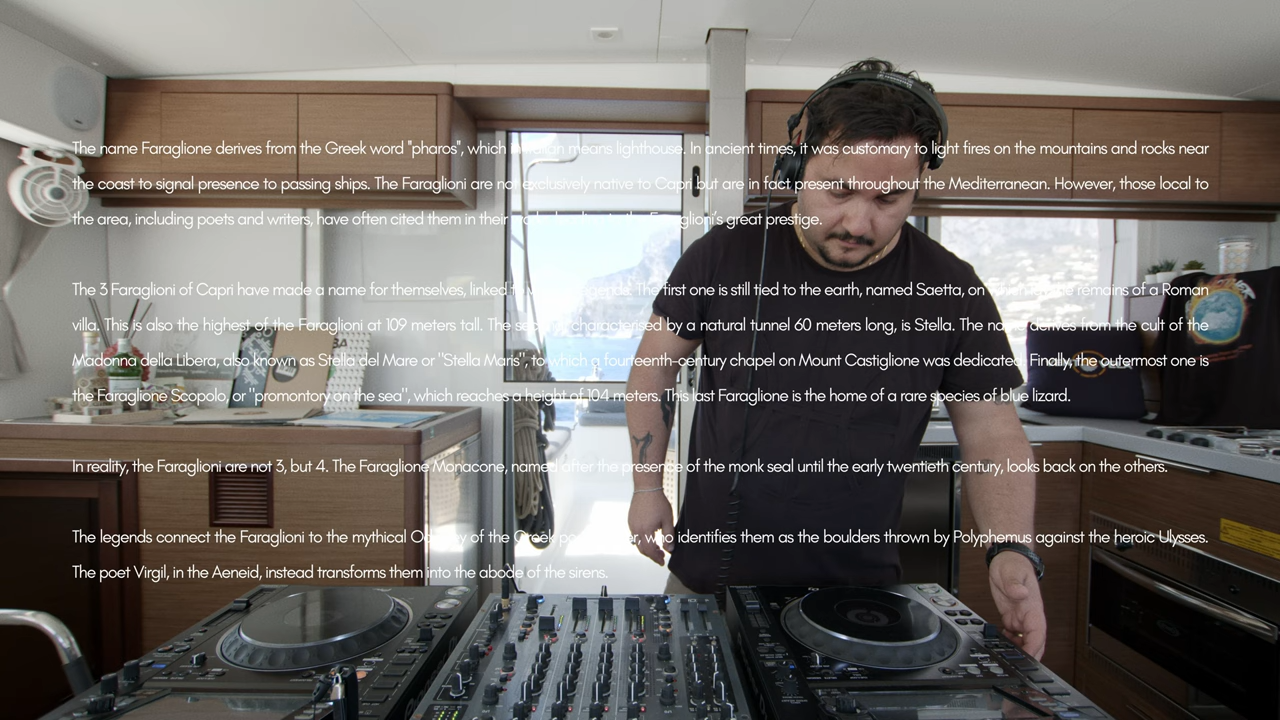 The name Faraglione derives from the Greek word "pharos", which in Italian means lighthouse. In ancient times, it was customary to light fires on the mountains and rocks near
the coast to signal presence to passing ships. The Faraglioni are not exclusively native to Capri but are in fact present throughout the Mediterranean. However, those local to
the area, including poets and writers, have often cited them in their works leading to the Faraglioni's great prestige.
The 3 Faraglioni of Capri have made a name for themselves, linked to legends. The first one is still tied to the earth, named Saetta, on which are the remains of a Roman
villa. This is also the highest of the Faraglioni at 109 meters tall. The second, characterised by a natural tunnel 60 meters long, is Stella. The name derives from the cult of the
Madonna della Libera, also known as Stella del Mare or "Stella Maris", to which a fourteenth-century chapel on Mount Castiglione was dedicated. Finally, the outermost one is
the Faraglione Scopolo, or "promontory on the sea", which reaches a height of 104 meters. This last Faraglione is the home of a rare species of blue lizard.
In reality, the Faraglioni are not 3, but 4. The Faraglione Monacone, named after the presence of the monk seal until the early twentieth century, looks back on the others.
The legends connect the Faraglioni to the mythical Odyssey of the Greek poet Homer, who identifies them as the boulders thrown by Polyphemus against the heroic Ulysses.
The poet Virgil, in the Aeneid, instead transforms them into the abode of the sirens.